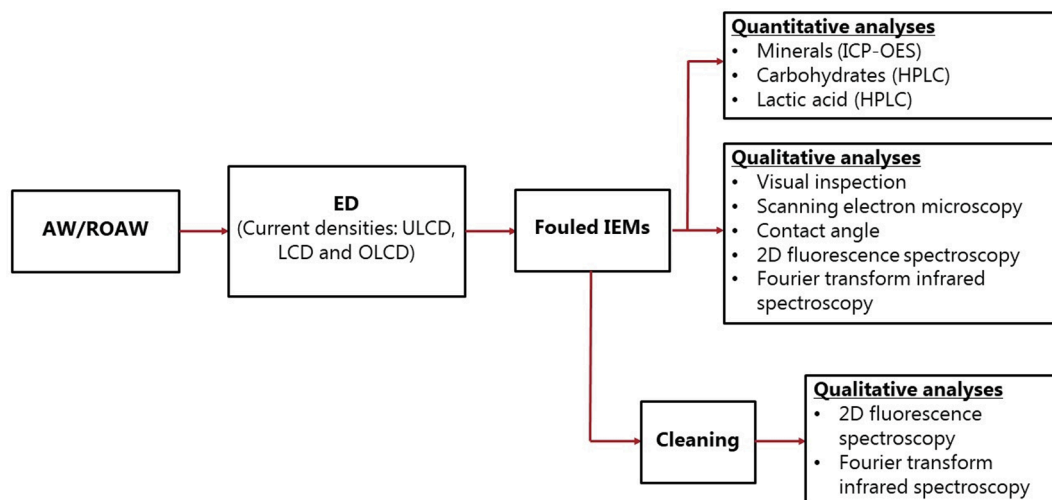 AW/ROAW
ED
(Current densities: ULCD,
LCD and OLCD)
Fouled IEMs
Quantitative analyses
• Minerals (ICP-OES)
• Carbohydrates (HPLC)
• Lactic acid (HPLC)
Qualitative analyses
• Visual inspection
• Scanning electron microscopy
• Contact angle
• 2D fluorescence spectroscopy
• Fourier transform infrared
spectroscopy
Cleaning
Qualitative analyses
• 2D fluorescence
spectroscopy
• Fourier transform
infrared spectroscopy